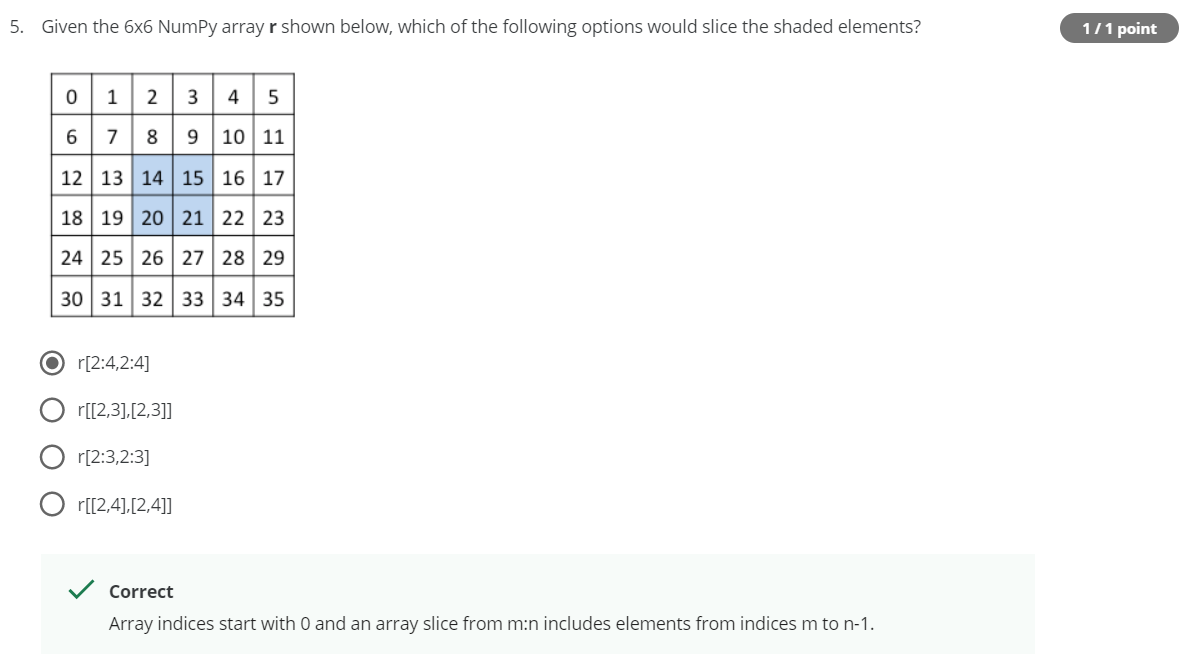 5. Given the 6x6 NumPy array r shown below, which of the following options would slice the shaded elements?
1 / 1 point
0 1 2 3 4 5
6 7 8 9 10 11
12 13 14 15 16 17
18 19 20 21 22 23
24 25 26 27 28 29
30 31 32 33 34 35
r[2:4,2:4]
r[[2,3],[2,3]]
r[2:3,2:3]
r[[2,4],[2,4]]
Correct
Array indices start with 0 and an array slice from m:n includes elements from indices m to n-1.